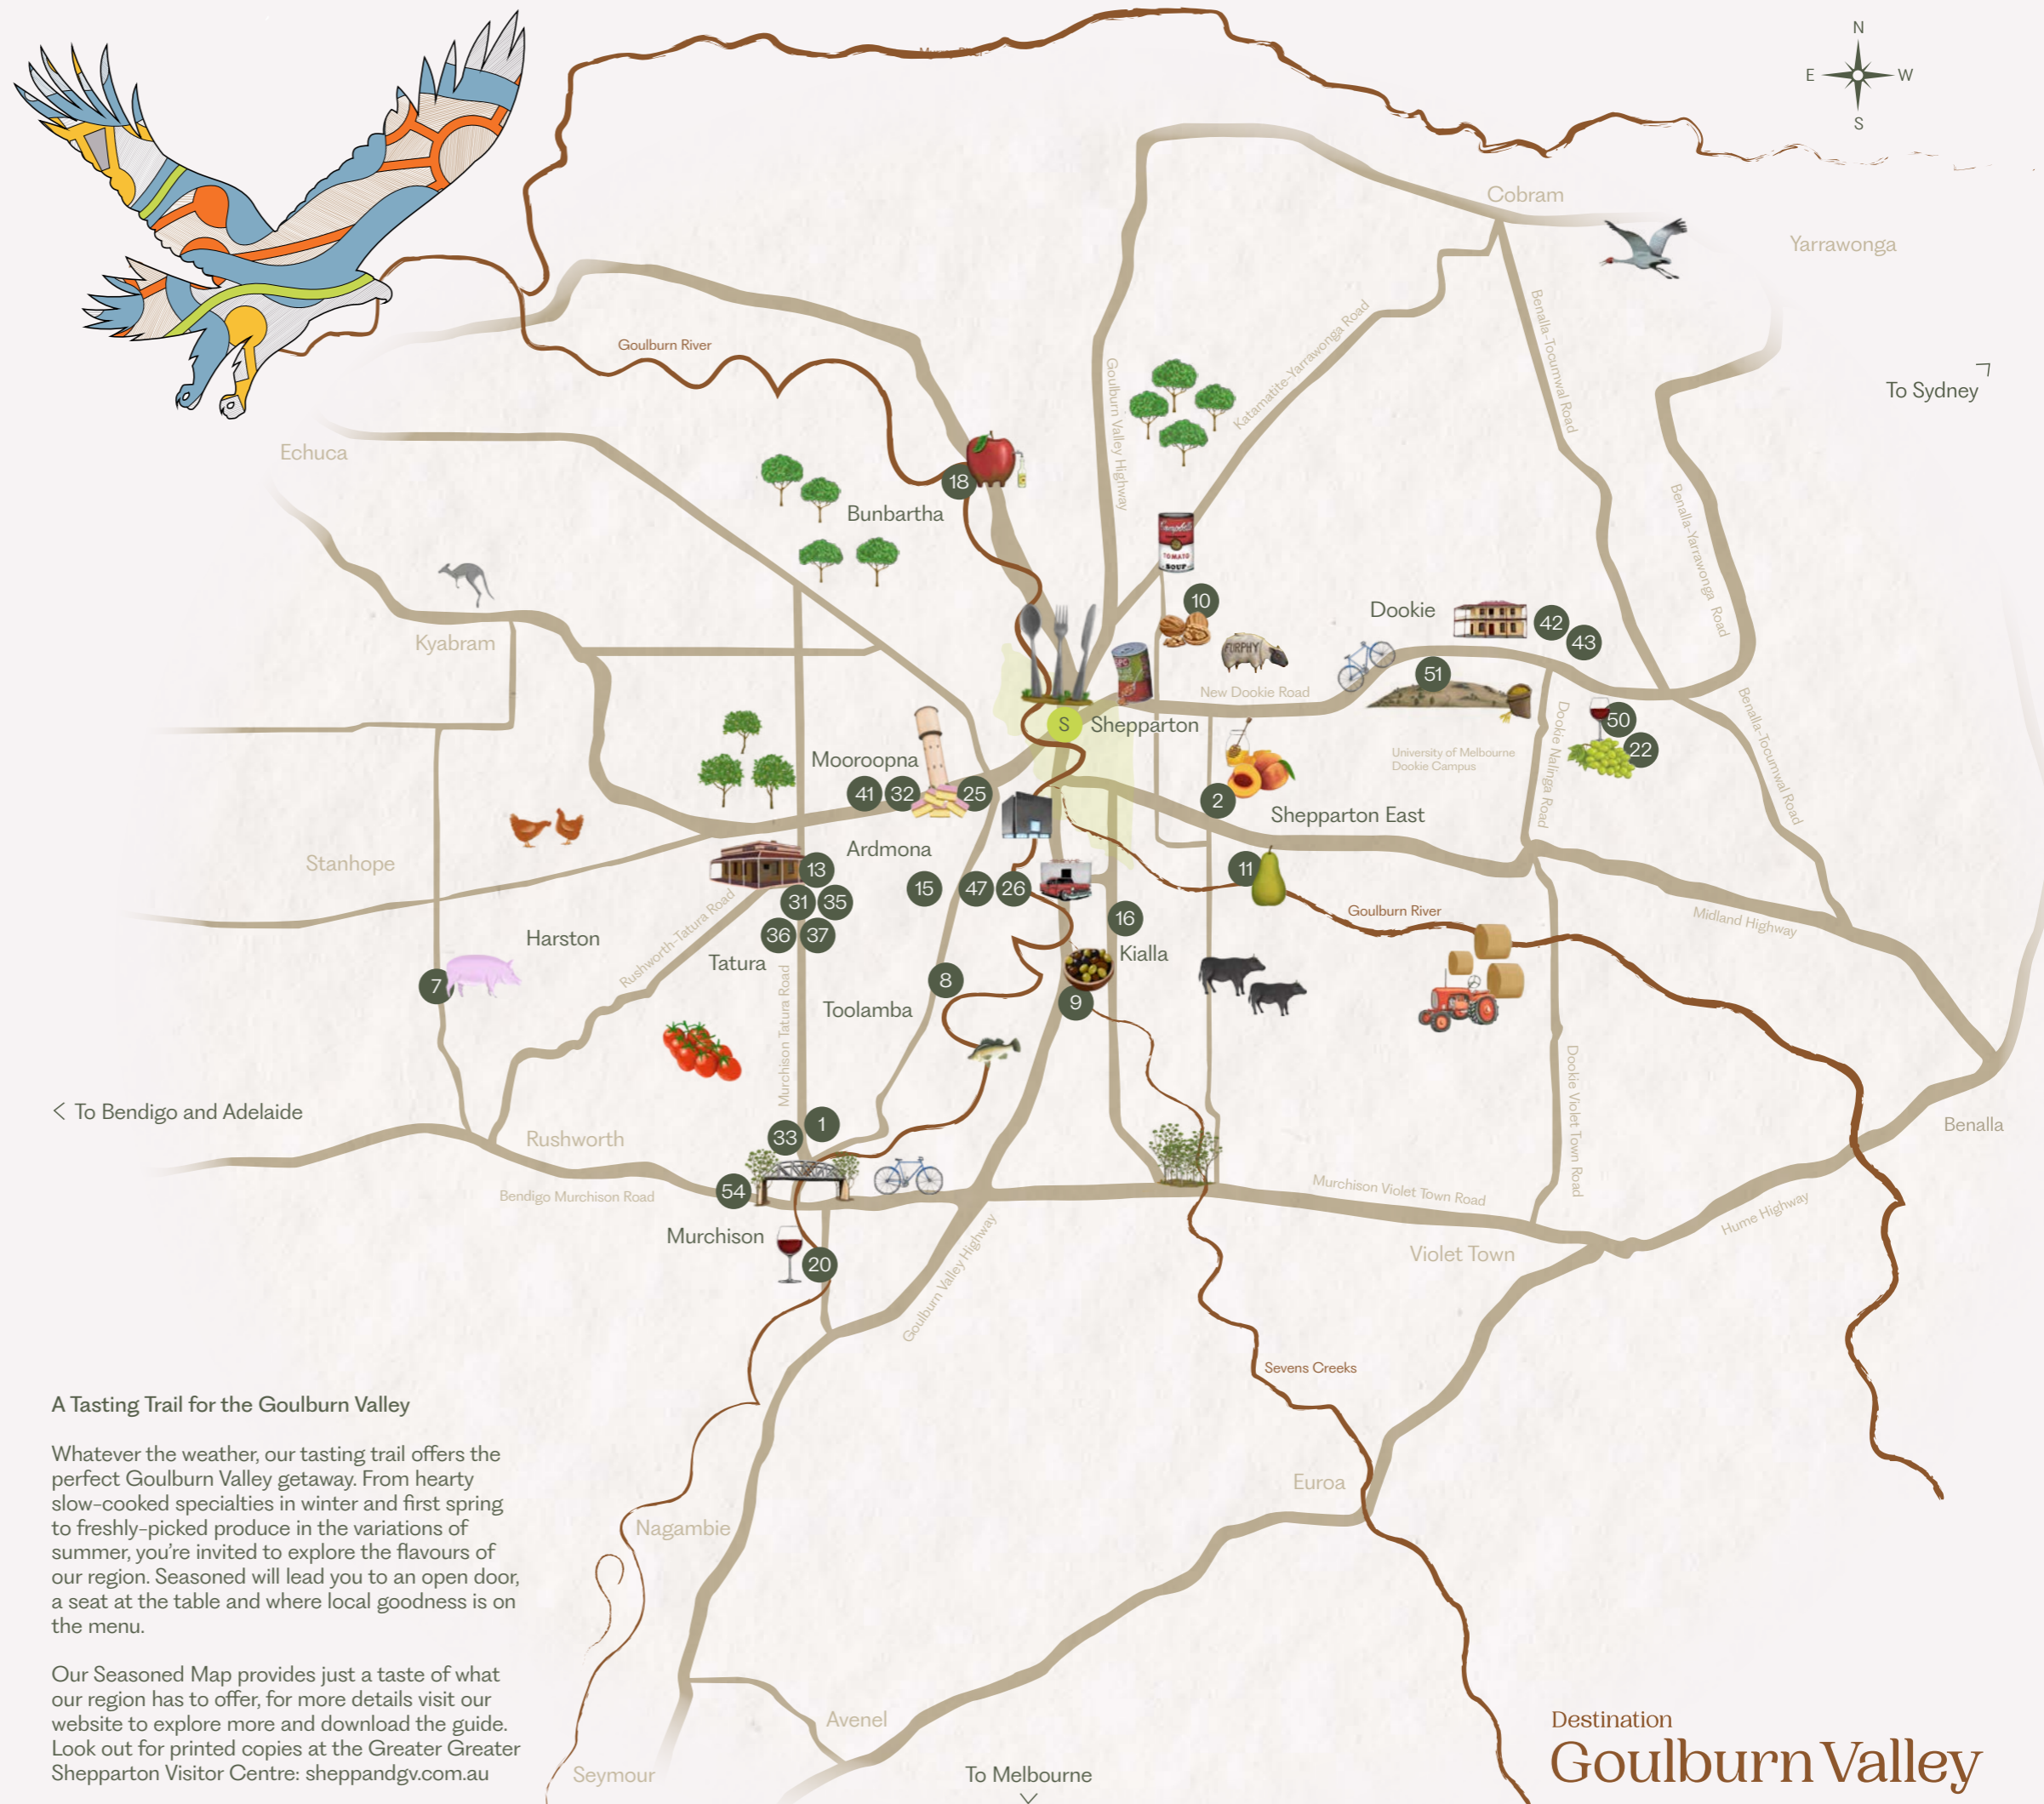 N
E W
S
Murray River
Cobram
Yarrawonga
To Sydney
Goulburn River
Goulburn Valley Highway
Katamatite-Yarrawonga Road
Benalla-Tocumwal Road
Benalla-Yarrawonga Road
Echuca
18
Bunbartha
Campbell's
TOMATO
SOUP
10
Kyabram
FURPHY
Dookie
42
43
51
New Dookie Road
S Shepparton
50
22
Dookie Nalinga Road
Benalla-Tocumwal Road
University of Melbourne
Dookie Campus
Mooroopna
41 32 25
2
Shepparton East
Stanhope
Ardmona
13
11
15 47 26
31 35
16
Goulburn River
Midland Highway
Rushworth-Tatura Road
Harston
36 37
Tatura
Kialla
7
8
9
Toolamba
Murchison Tatura Road
Dookie Violet Town Road
To Bendigo and Adelaide
33 1
Rushworth
Benalla
54
Bendigo Murchison Road
Murchison Violet Town Road
Hume Highway
Murchison
20
Violet Town
Goulburn Valley Highway
Sevens Creeks
A Tasting Trail for the Goulburn Valley
Whatever the weather, our tasting trail offers the
perfect Goulburn Valley getaway. From hearty
slow-cooked specialties in winter and first spring
to freshly-picked produce in the variations of
summer, you're invited to explore the flavours of
our region. Seasoned will lead you to an open door,
a seat at the table and where local goodness is on
the menu.
Our Seasoned Map provides just a taste of what
our region has to offer, for more details visit our
website to explore more and download the guide.
Look out for printed copies at the Greater Greater
Shepparton Visitor Centre: sheppandgv.com.au
Euroa
Nagambie
Avenel
Seymour
To Melbourne
Destination
Goulburn Valley